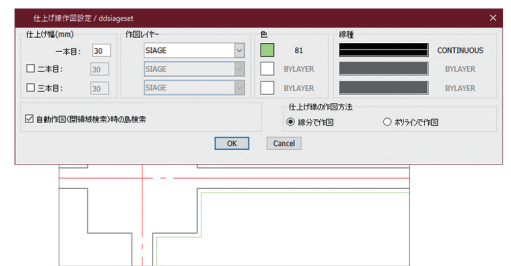 仕上げ線作図設定 / ddsiageset
仕上げ幅(mm) 作図レイヤー 色 線種
一本目: 30 SIAGE 81 CONTINUOUS
二本目: 30 SIAGE BYLAYER BYLAYER
三本目: 30 SIAGE BYLAYER BYLAYER
仕上げ線の作図方法
自動作図(閉領域検索)時の島検索 線分で作図 ポリラインで作図
OK Cancel